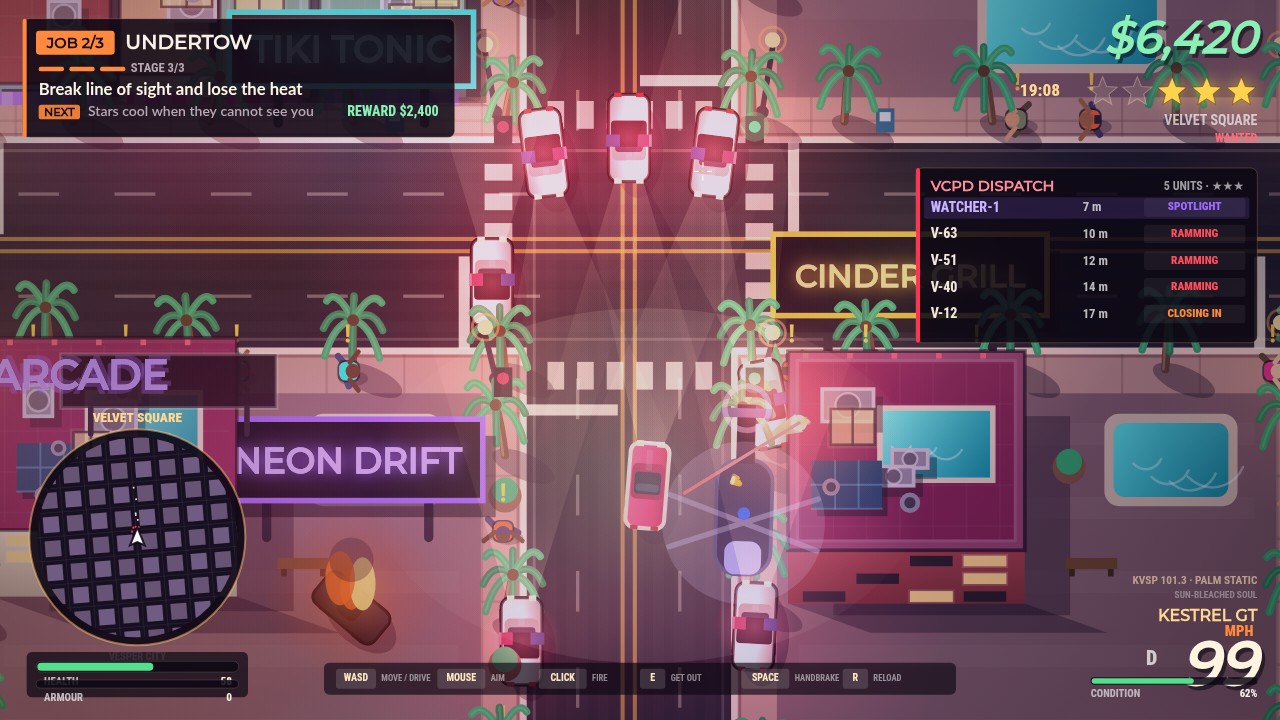 JOB 2/3 UNDERTOW
STAGE 3/3
Break line of sight and lose the heat
NEXT Stars cool when they cannot see you REWARD $2,400
TIKI TONIC
$6,420
19:08
VELVET SQUARE
WANTED
VCPD DISPATCH 5 UNITS · ★★★
WATCHER-1 7 m SPOTLIGHT
V-63 10 m RAMMING
V-51 12 m RAMMING
V-40 14 m RAMMING
V-12 17 m CLOSING IN
CINDER GRILL
ARCADE
VELVET SQUARE
NEON DRIFT
VESPER CITY
HEALTH 58
ARMOUR 0
WASD MOVE / DRIVE MOUSE AIM CLICK FIRE E GET OUT SPACE HANDBRAKE R RELOAD
KVSP 101.3 · PALM STATIC
SUN-BLEACHED SOUL
KESTREL GT
MPH
D 99
CONDITION 62%